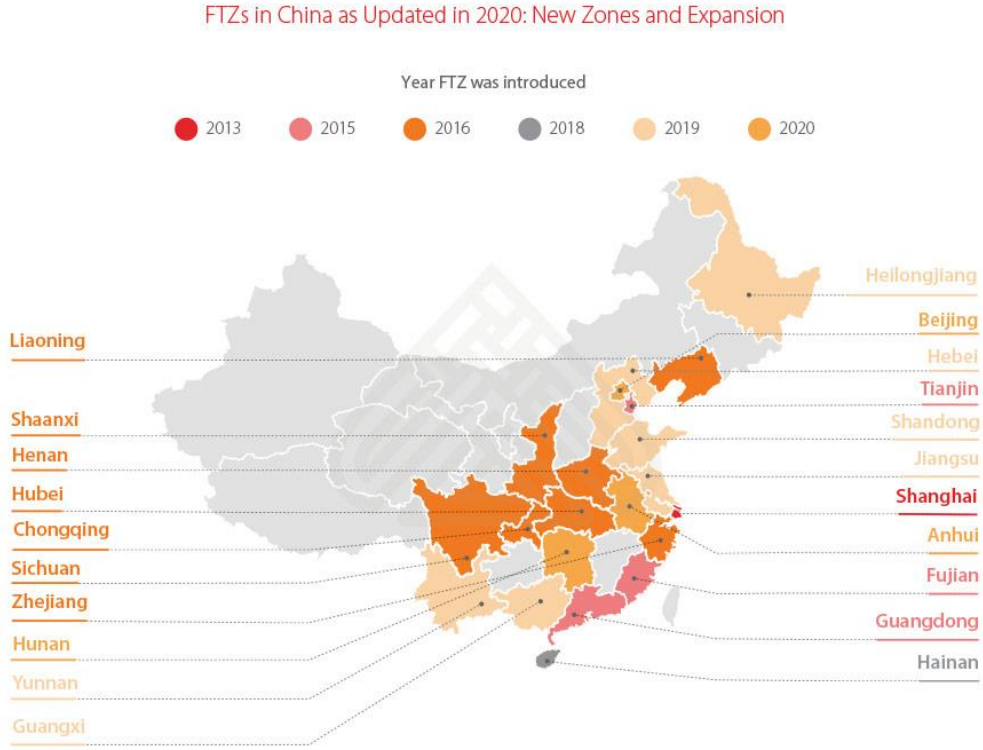 FTZs in China as Updated in 2020: New Zones and Expansion
Year FTZ was introduced
2013 2015 2016 2018 2019 2020
Heilongjiang
Beijing
Liaoning
Hebei
Tianjin
Shaanxi
Shandong
Henan
Jiangsu
Hubei
Shanghai
Chongqing
Anhui
Sichuan
Fujian
Zhejiang
Guangdong
Hunan
Hainan
Yunnan
Guangxi